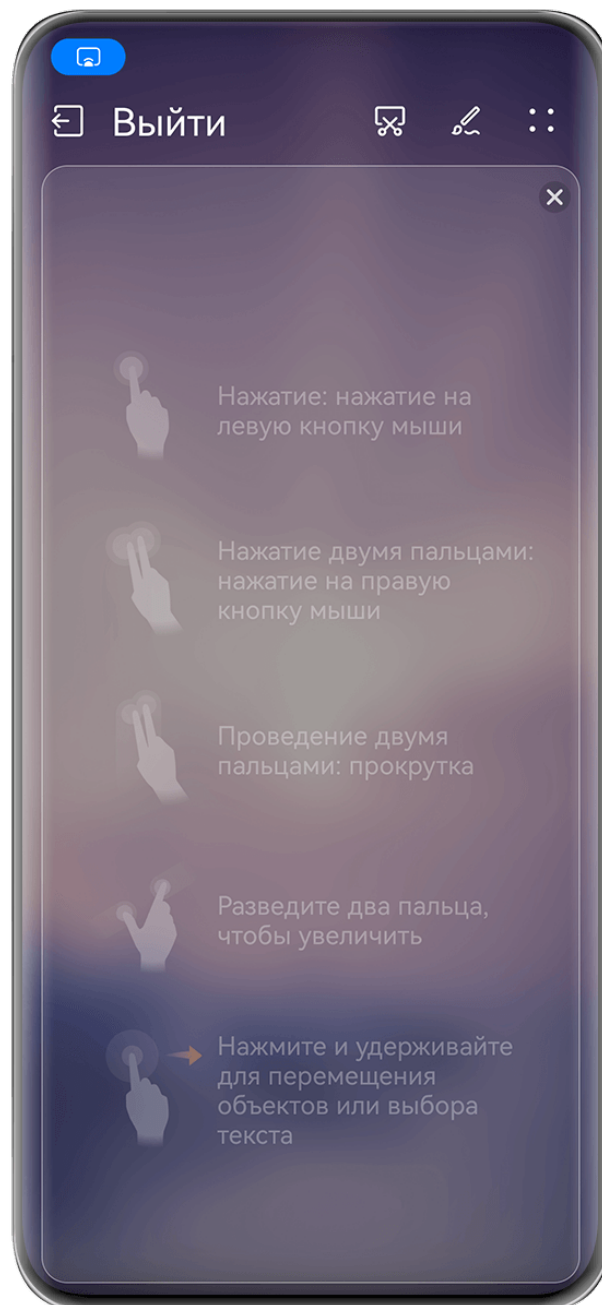 Выйти
Нажатие: нажатие на
левую кнопку мыши
Нажатие двумя пальцами:
нажатие на правую
кнопку мыши
Проведение двумя
пальцами: прокрутка
Разведите два пальца,
чтобы увеличить
Нажмите и удерживайте
для перемещения
объектов или выбора
текста